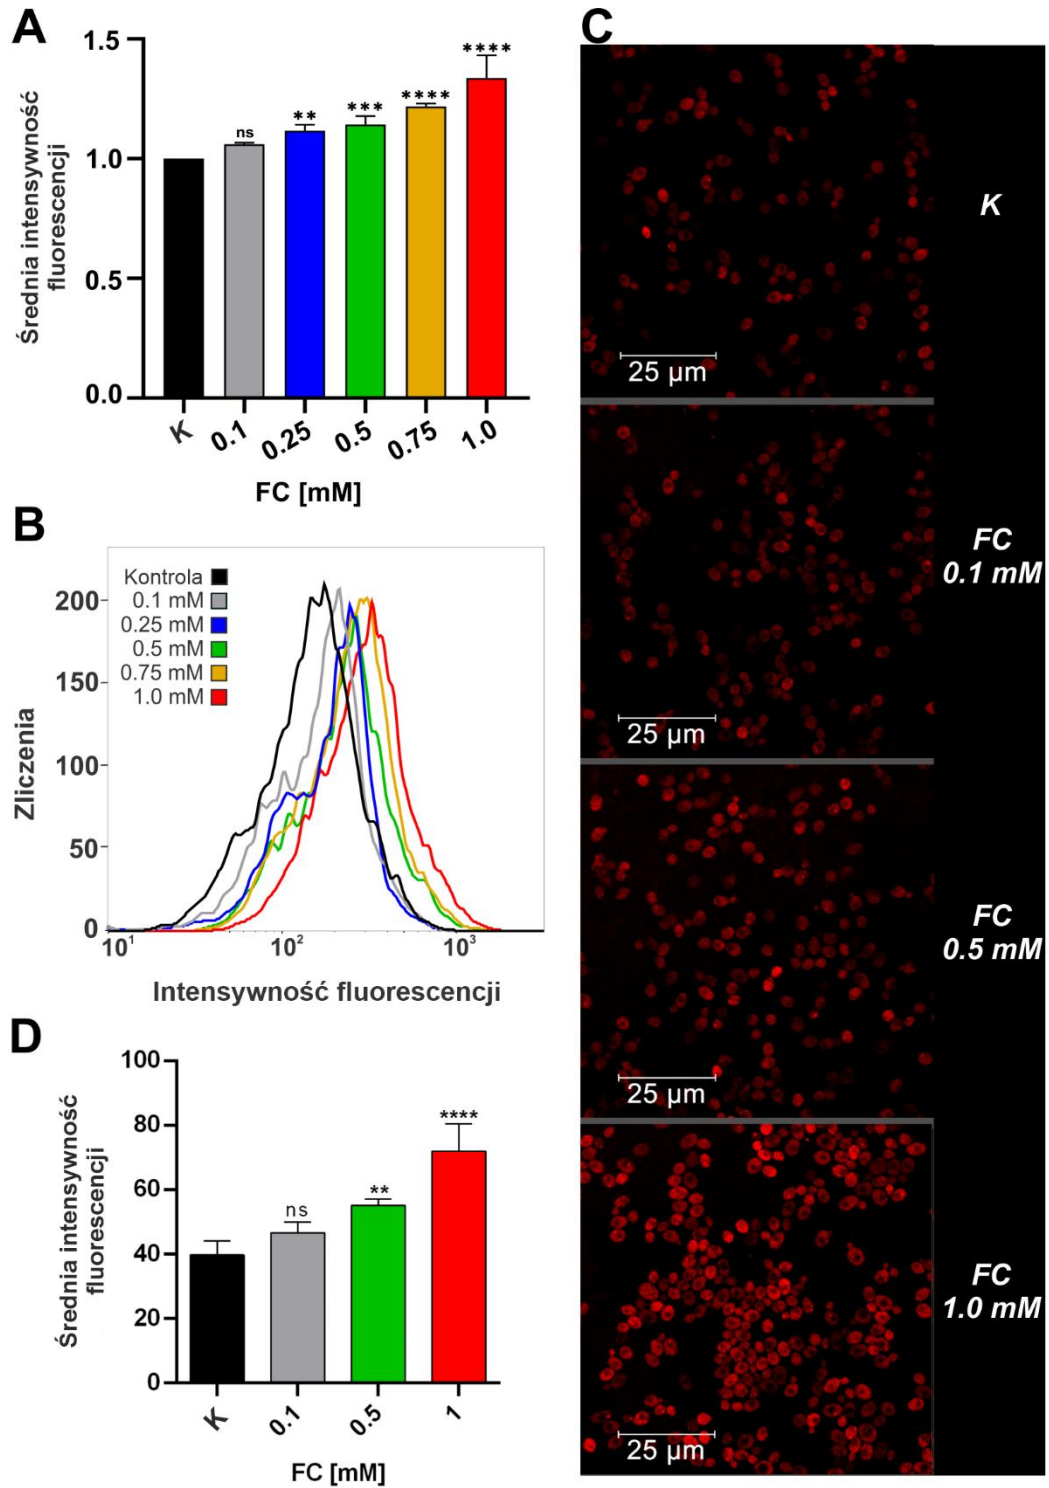 A
1.5
1.0
0.5
0.0
Średnia intensywność
fluorescencji
ns
**
***
****
****
K
0.1
0.25
0.5
0.75
1.0
FC [mM]
B
Kontrola
0.1 mM
0.25 mM
0.5 mM
0.75 mM
1.0 mM
200
150
100
50
0
Zliczenia
10¹
10²
10³
Intensywność fluorescencji
D
100
80
60
40
20
0
Średnia intensywność
fluorescencji
ns
**
****
K
0.1
0.5
1
FC [mM]
C
K
25 µm
FC
0.1 mM
25 µm
FC
0.5 mM
25 µm
FC
1.0 mM
25 µm